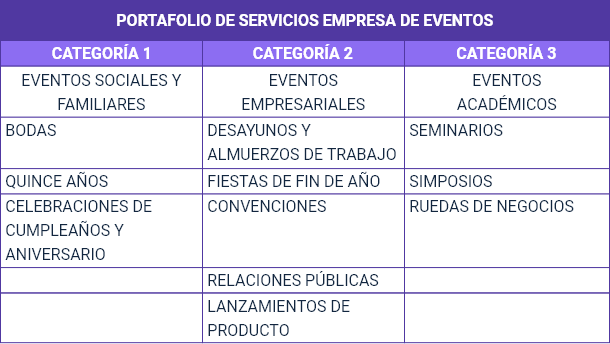 PORTAFOLIO DE SERVICIOS EMPRESA DE EVENTOS
CATEGORÍA 1
CATEGORÍA 2
CATEGORÍA 3
EVENTOS SOCIALES Y
FAMILIARES
EVENTOS
EMPRESARIALES
EVENTOS
ACADÉMICOS
BODAS
DESAYUNOS Y
ALMUERZOS DE TRABAJO
SEMINARIOS
QUINCE AÑOS
FIESTAS DE FIN DE AÑO
SIMPOSIOS
CELEBRACIONES DE
CUMPLEAÑOS Y
ANIVERSARIO
CONVENCIONES
RUEDAS DE NEGOCIOS
RELACIONES PÚBLICAS
LANZAMIENTOS DE
PRODUCTO